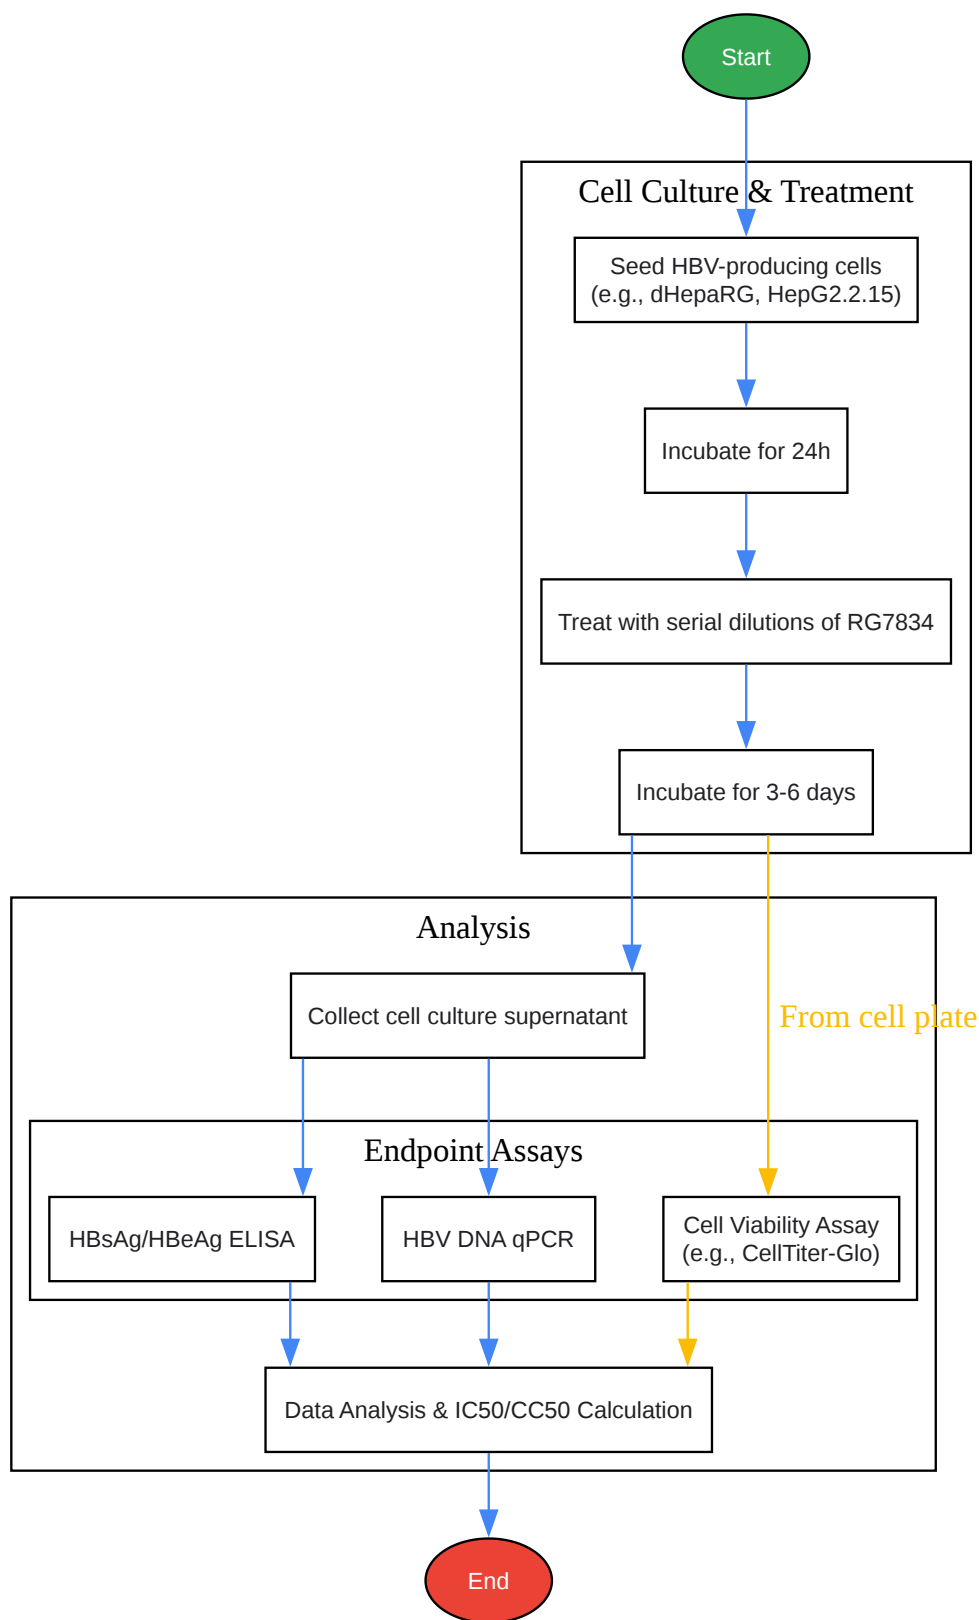 Start
Cell Culture & Treatment
Seed HBV-producing cells
(e.g., dHepaRG, HepG2.2.15)
Incubate for 24h
Treat with serial dilutions of RG7834
Incubate for 3-6 days
Analysis
Collect cell culture supernatant
From cell plate
Endpoint Assays
HBsAg/HBeAg ELISA
HBV DNA qPCR
Cell Viability Assay
(e.g., CellTiter-Glo)
Data Analysis & IC50/CC50 Calculation
End